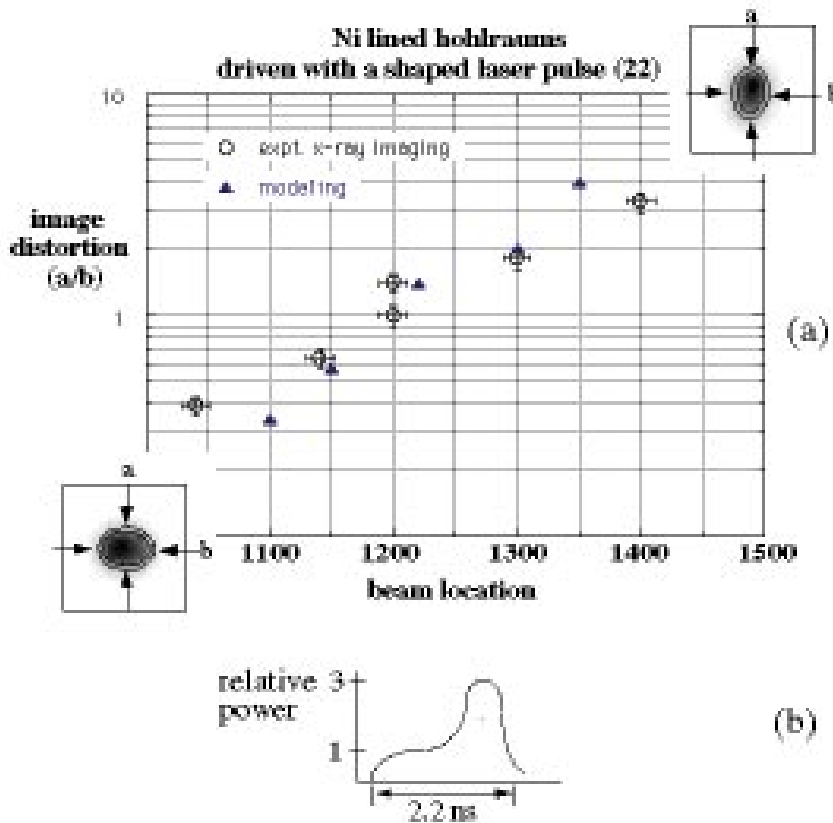 Ni lined hohlraums
driven with a shaped laser pulse (22)
a
b
10
expt. x-ray imaging
modeling
image
distortion
(a/b)
1
(a)
a
b
1100
1200
1300
1400
1500
beam location
relative
power
3
1
2.2 ns
(b)